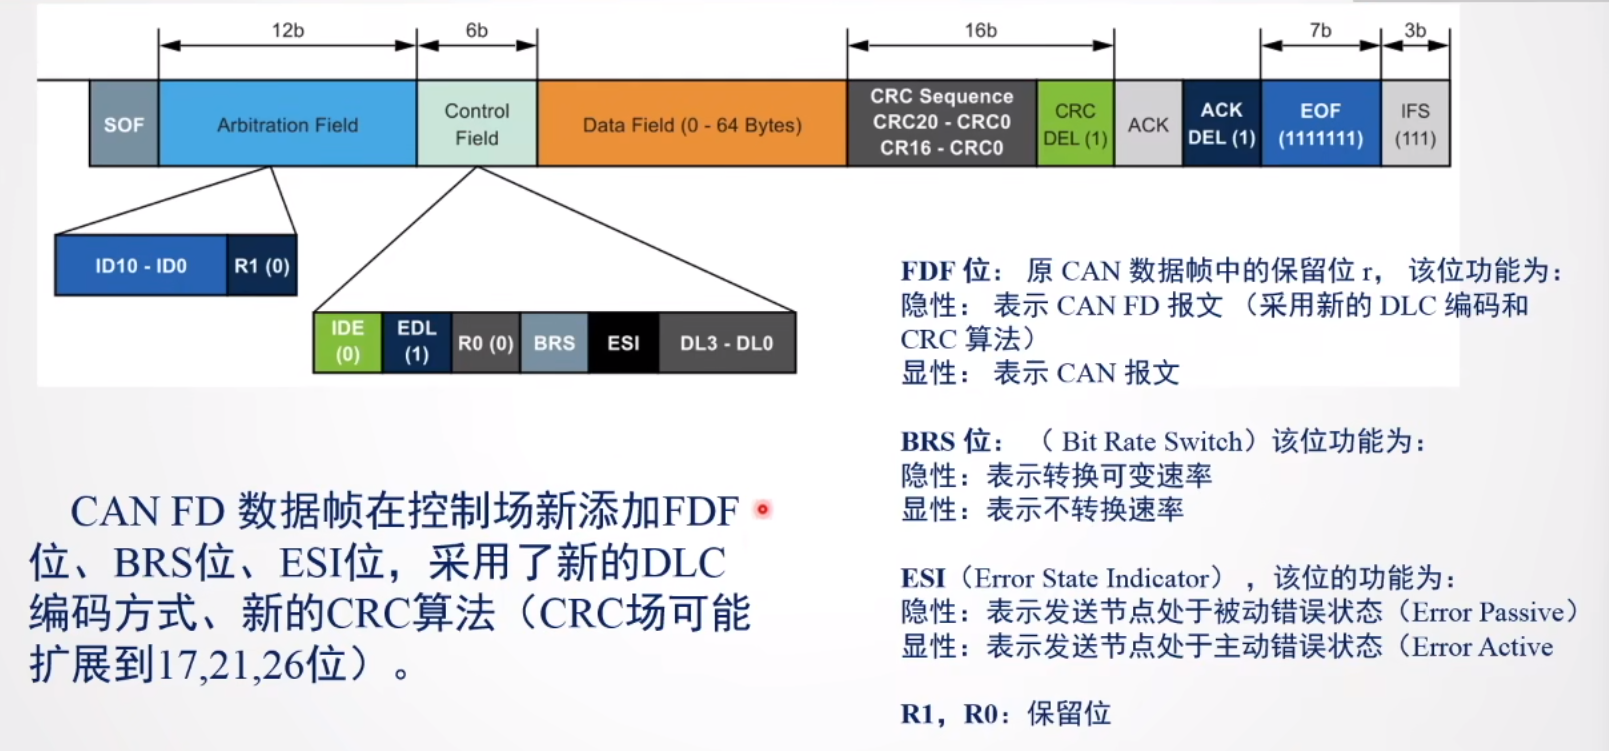 12b
6b
16b
7b
3b
SOF
Arbitration Field
Control
Field
Data Field (0 - 64 Bytes)
CRC Sequence
CRC20 - CRC0
CR16 - CRC0
CRC
DEL (1)
ACK
ACK
DEL (1)
EOF
(1111111)
IFS
(111)
ID10 - ID0
R1 (0)
IDE
(0)
EDL
(1)
R0 (0)
BRS
ESI
DL3 - DL0
FDF 位： 原 CAN 数据帧中的保留位 r， 该位功能为：
隐性： 表示 CAN FD 报文 （采用新的 DLC 编码和
CRC 算法）
显性： 表示 CAN 报文
BRS 位： （ Bit Rate Switch）该位功能为：
隐性：表示转换可变速率
显性：表示不转换速率
ESI（Error State Indicator），该位的功能为：
隐性：表示发送节点处于被动错误状态（Error Passive）
显性：表示发送节点处于主动错误状态（Error Active
R1，R0：保留位
CAN FD 数据帧在控制场新添加FDF
位、BRS位、ESI位，采用了新的DLC
编码方式、新的CRC算法（CRC场可能
扩展到17,21,26位）。